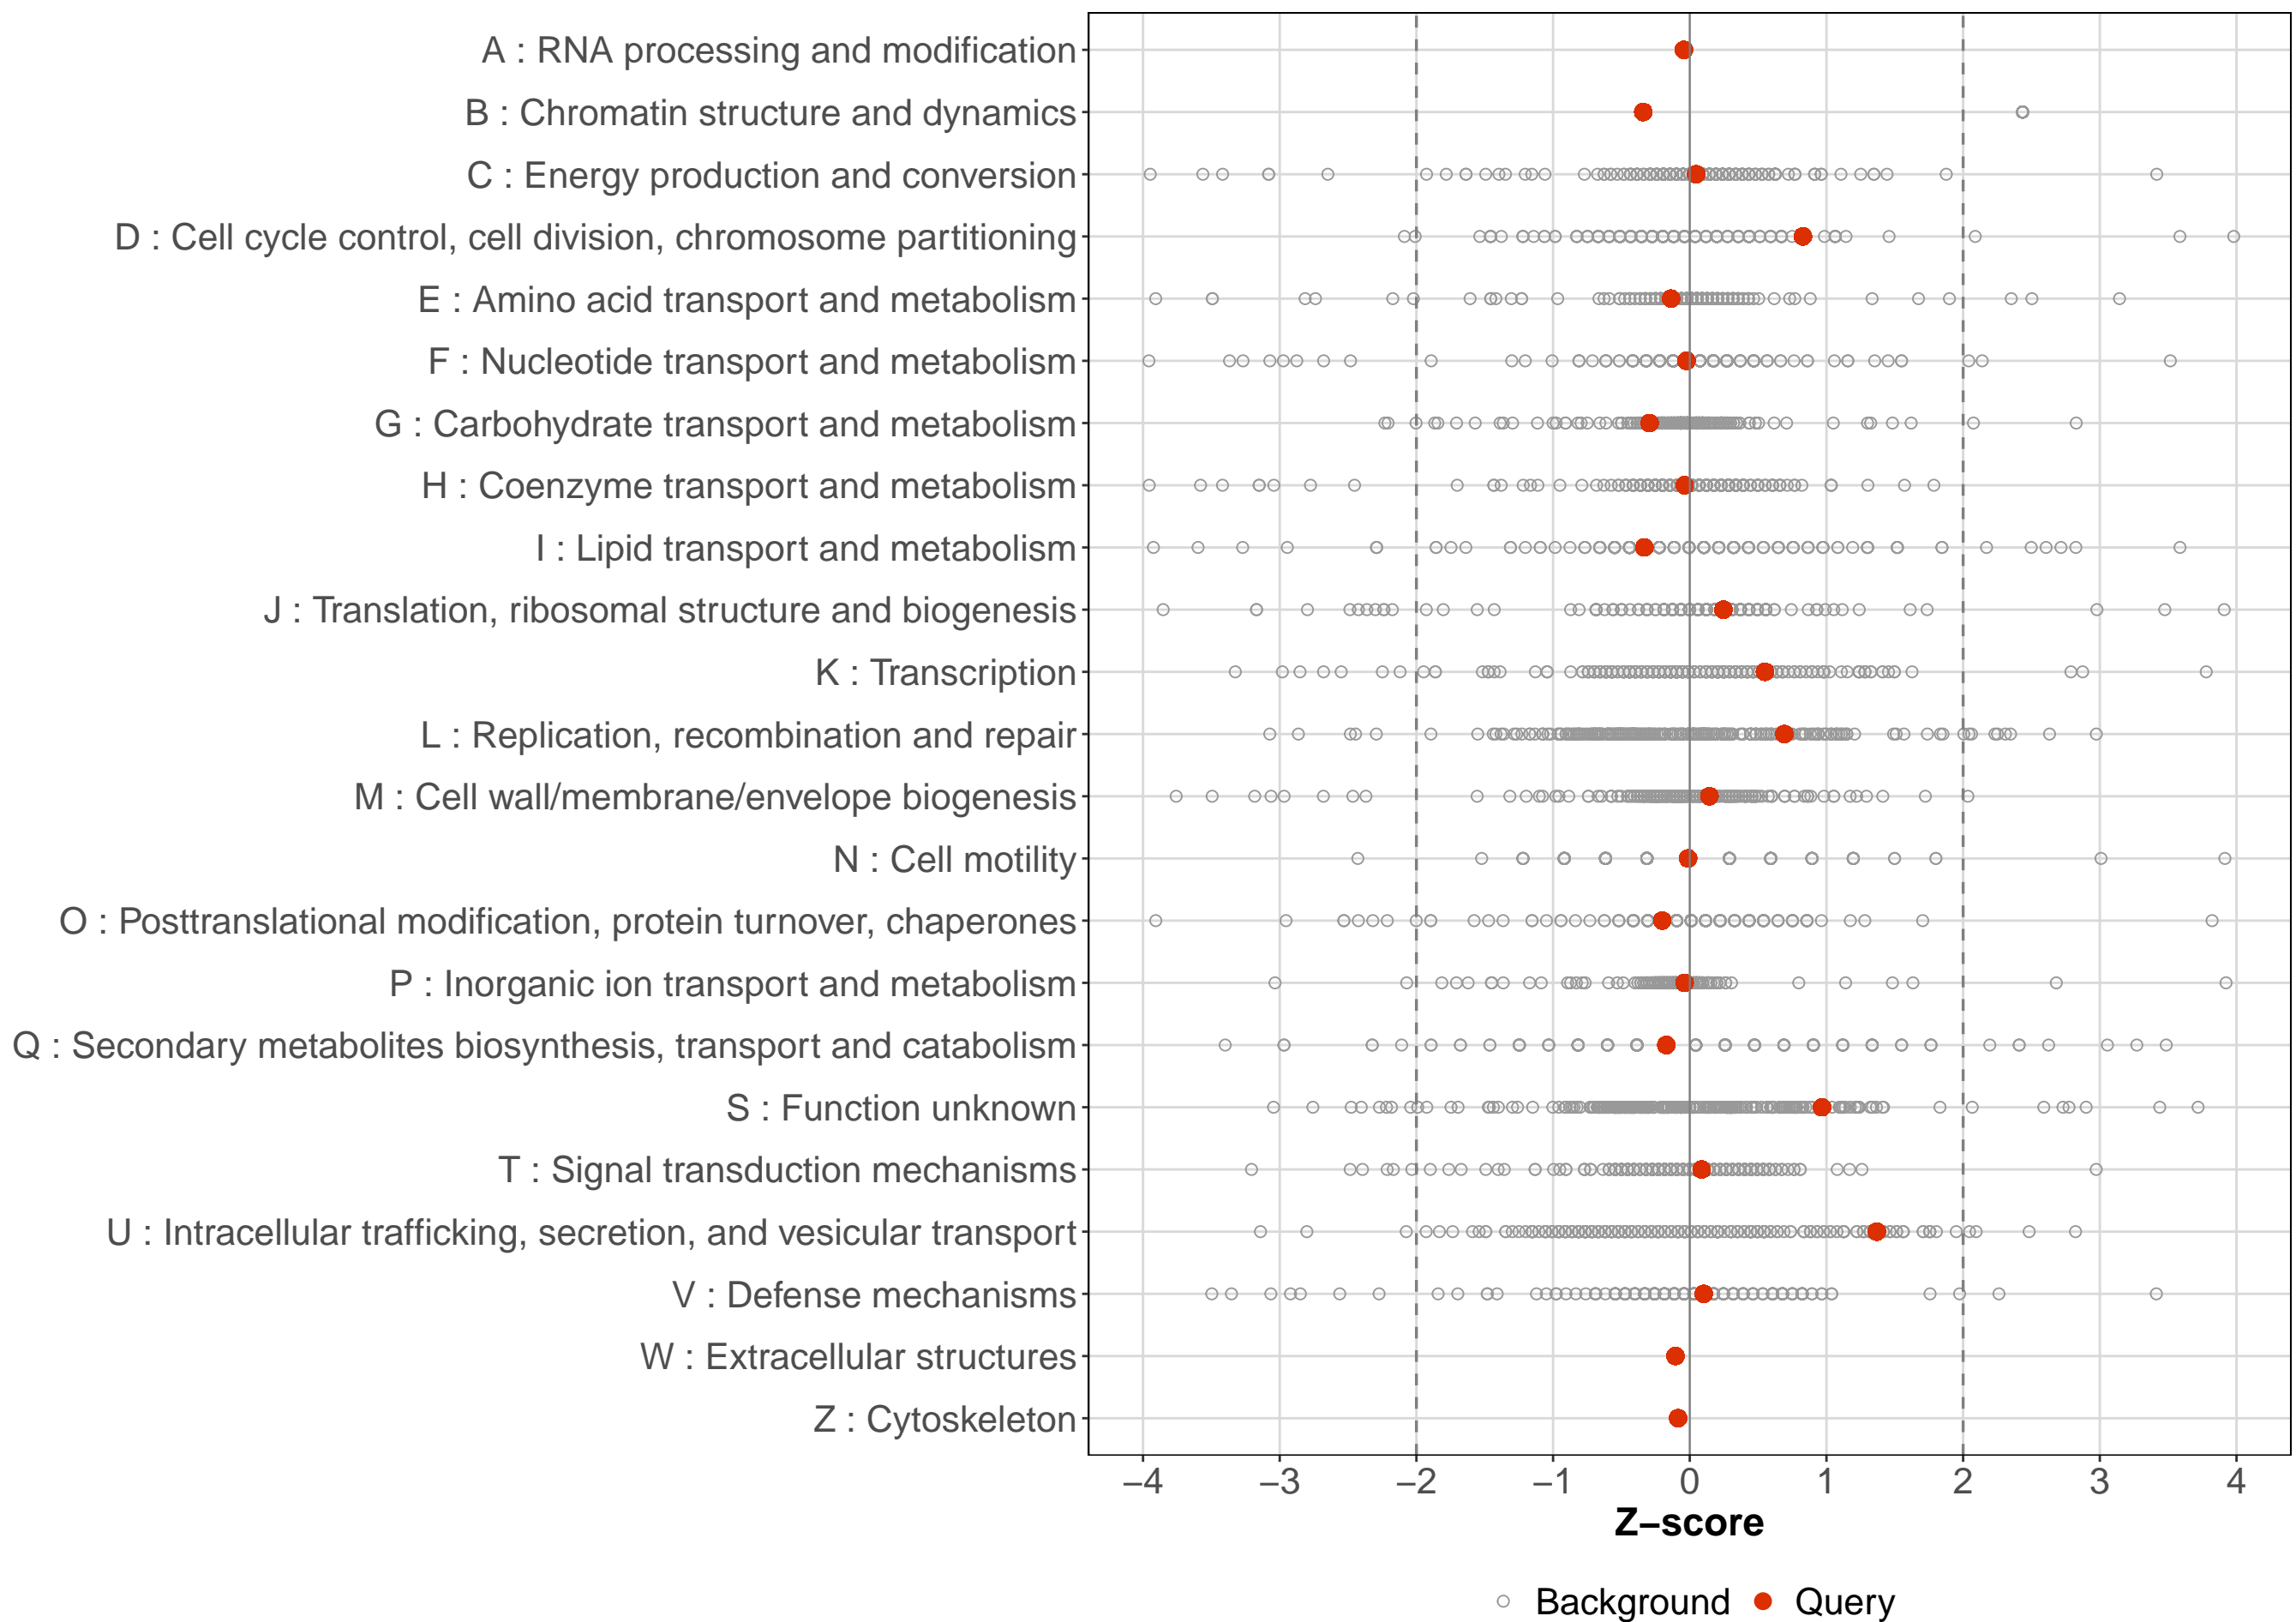 A : RNA processing and modification
B : Chromatin structure and dynamics
C : Energy production and conversion
D : Cell cycle control, cell division, chromosome partitioning
E : Amino acid transport and metabolism
F : Nucleotide transport and metabolism
G : Carbohydrate transport and metabolism
H : Coenzyme transport and metabolism
I : Lipid transport and metabolism
J : Translation, ribosomal structure and biogenesis
K : Transcription
L : Replication, recombination and repair
M : Cell wall/membrane/envelope biogenesis
N : Cell motility
O : Posttranslational modification, protein turnover, chaperones
P : Inorganic ion transport and metabolism
Q : Secondary metabolites biosynthesis, transport and catabolism
S : Function unknown
T : Signal transduction mechanisms
U : Intracellular trafficking, secretion, and vesicular transport
V : Defense mechanisms
W : Extracellular structures
Z : Cytoskeleton
−4 −3 −2 −1 0 1 2 3 4
Z−score
Background Query